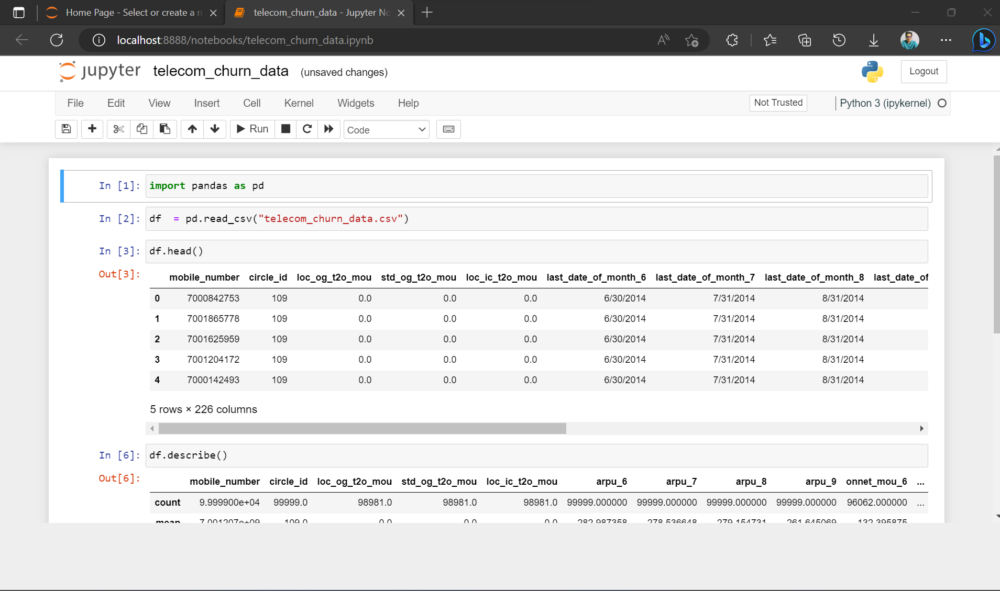 Home Page - Select or create a n
telecom_churn_data - Jupyter No
localhost:8888/notebooks/telecom_churn_data.ipynb
jupyter telecom_churn_data (unsaved changes) Logout
File Edit View Insert Cell Kernel Widgets Help Not Trusted Python 3 (ipykernel)
Run Code
In [1]: import pandas as pd
In [2]: df  = pd.read_csv("telecom_churn_data.csv")
In [3]: df.head()
Out[3]:
mobile_number circle_id loc_og_t2o_mou std_og_t2o_mou loc_ic_t2o_mou last_date_of_month_6 last_date_of_month_7 last_date_of_month_8 last_date_of
0 7000842753 109 0.0 0.0 0.0 6/30/2014 7/31/2014 8/31/2014
1 7001865778 109 0.0 0.0 0.0 6/30/2014 7/31/2014 8/31/2014
2 7001625959 109 0.0 0.0 0.0 6/30/2014 7/31/2014 8/31/2014
3 7001204172 109 0.0 0.0 0.0 6/30/2014 7/31/2014 8/31/2014
4 7000142493 109 0.0 0.0 0.0 6/30/2014 7/31/2014 8/31/2014
5 rows × 226 columns
In [6]: df.describe()
Out[6]:
mobile_number circle_id loc_og_t2o_mou std_og_t2o_mou loc_ic_t2o_mou arpu_6 arpu_7 arpu_8 arpu_9 onnet_mou_6 ...
count 9.999900e+04 99999.0 98981.0 98981.0 98981.0 99999.000000 99999.000000 99999.000000 99999.000000 96062.000000 ...
mean 7.001207e+09 109.0 0.0 0.0 0.0 282.987358 278.536648 279.154731 261.645069 132.395875